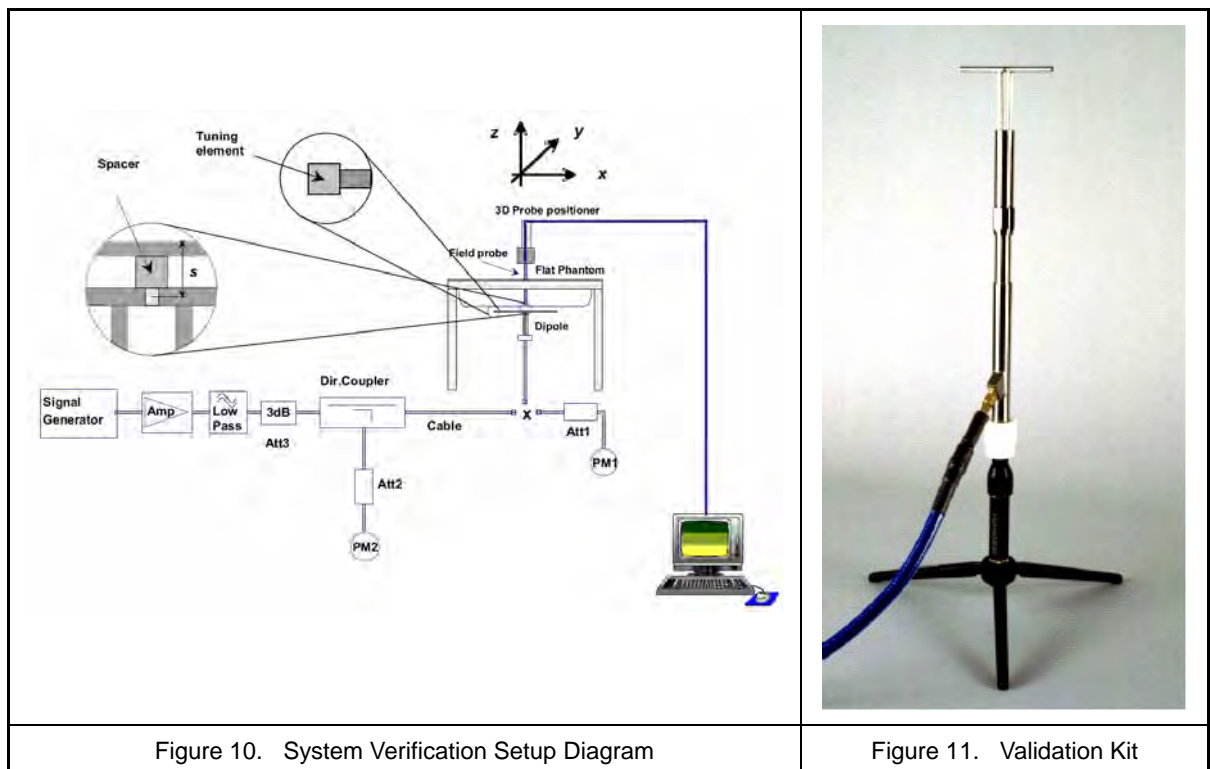 Tuning
element
Spacer
s
z
y
x
3D Probe positioner
Field probe
Flat Phantom
Dipole
Dir.Coupler
Signal
Generator
Amp
Low
Pass
3dB
Att3
Cable
x
Att1
PM1
Att2
PM2
Figure 10. System Verification Setup Diagram
Figure 11. Validation Kit